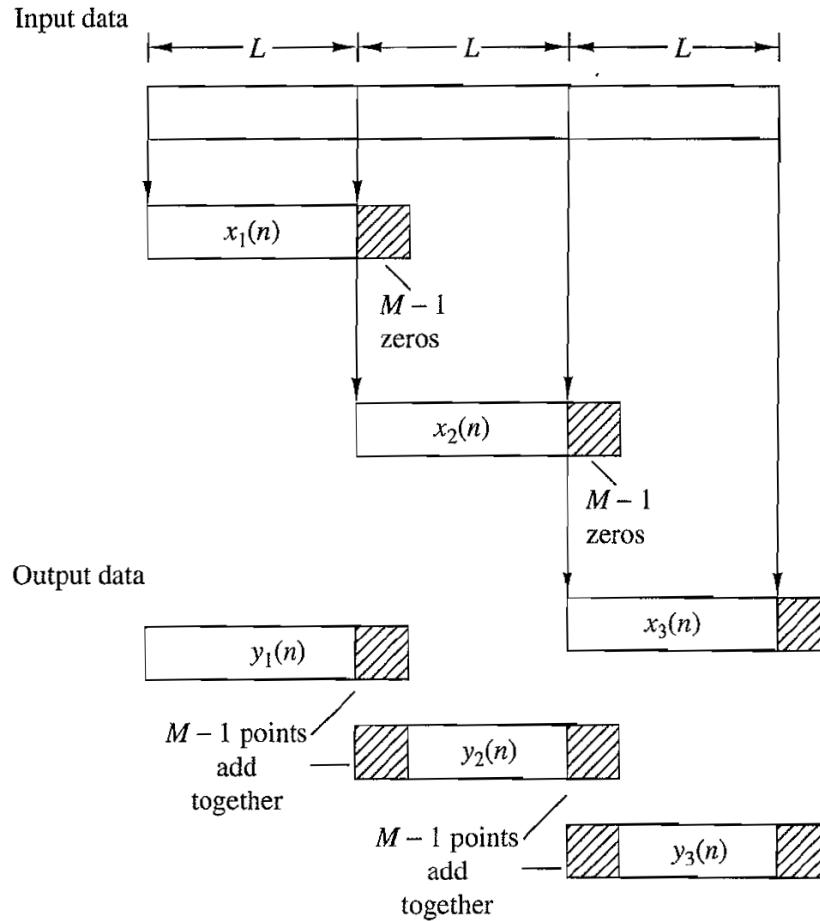 Input data
L L L
x₁(n)
M – 1
zeros
x₂(n)
M – 1
zeros
Output data
x₃(n)
y₁(n)
M – 1 points
add
together
y₂(n)
M – 1 points
add
together
y₃(n)